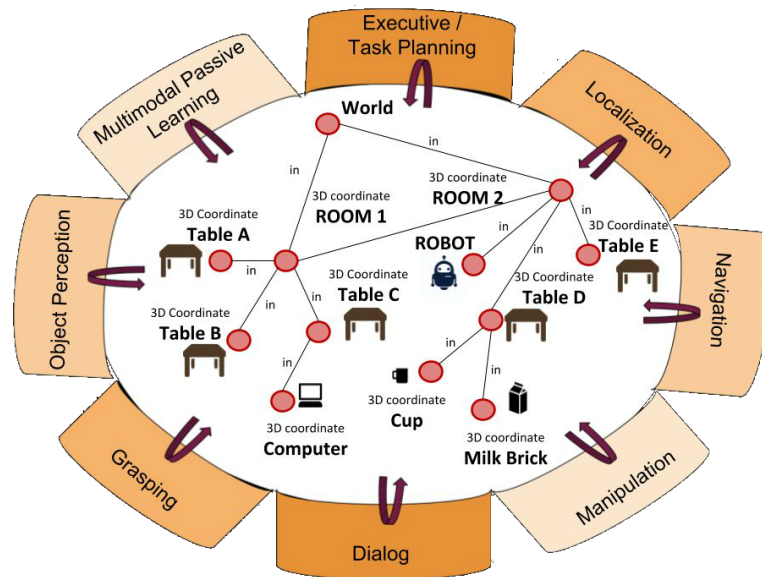 Executive /
Task Planning
Multimodal Passive
Learning
Localization
World
in
in
3D coordinate
ROOM 1
3D coordinate
ROOM 2
Object Perception
3D Coordinate
Table A
in
ROBOT
in
in
in
3D Coordinate
Table E
Navigation
in
in
3D Coordinate
Table C
3D Coordinate
Table D
3D Coordinate
Table B
in
in
in
3D coordinate
Computer
3D coordinate
Cup
3D coordinate
Milk Brick
Grasping
Manipulation
Dialog